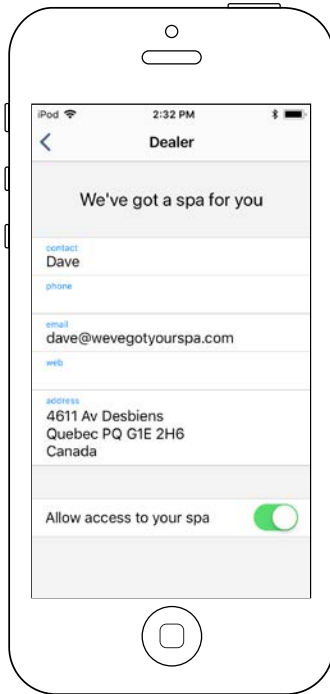 iPod 2:32 PM
Dealer
We've got a spa for you
contact
Dave
phone
email
dave@wevegotyourspa.com
web
address
4611 Av Desbiens
Quebec PQ G1E 2H6
Canada
Allow access to your spa